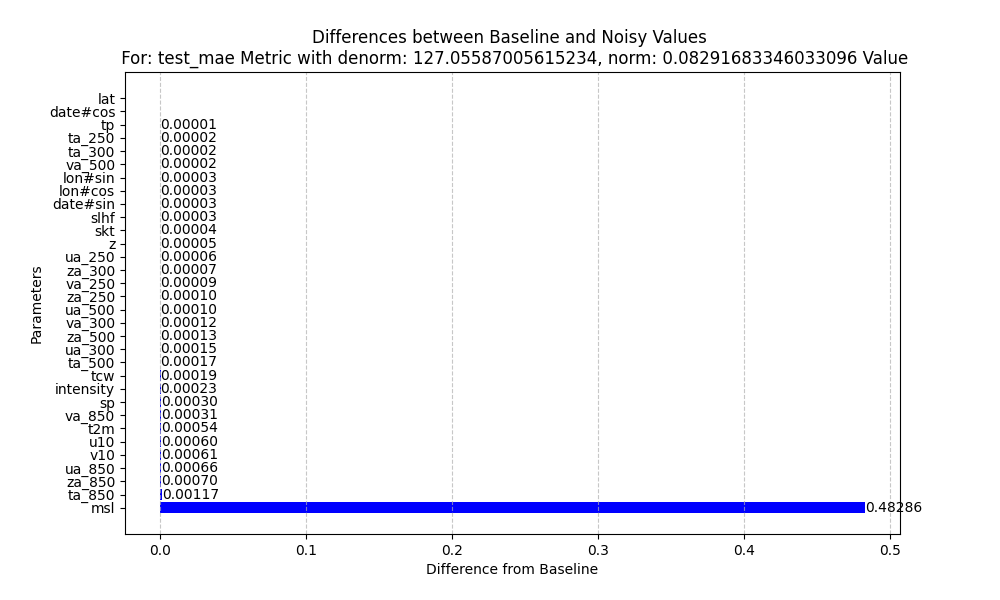 Differences between Baseline and Noisy Values
For: test_mae Metric with denorm: 127.05587005615234, norm: 0.08291683346033096 Value
Parameters
lat
date#cos
tp 0.00001
ta_250 0.00002
ta_300 0.00002
va_500 0.00002
lon#sin 0.00003
lon#cos 0.00003
date#sin 0.00003
slhf 0.00003
skt 0.00004
z 0.00005
ua_250 0.00006
za_300 0.00007
va_250 0.00009
za_250 0.00010
ua_500 0.00010
va_300 0.00012
za_500 0.00013
ua_300 0.00015
ta_500 0.00017
tcw 0.00019
intensity 0.00023
sp 0.00030
va_850 0.00031
t2m 0.00054
u10 0.00060
v10 0.00061
ua_850 0.00066
za_850 0.00070
ta_850 0.00117
msl 0.48286
0.0 0.1 0.2 0.3 0.4 0.5
Difference from Baseline